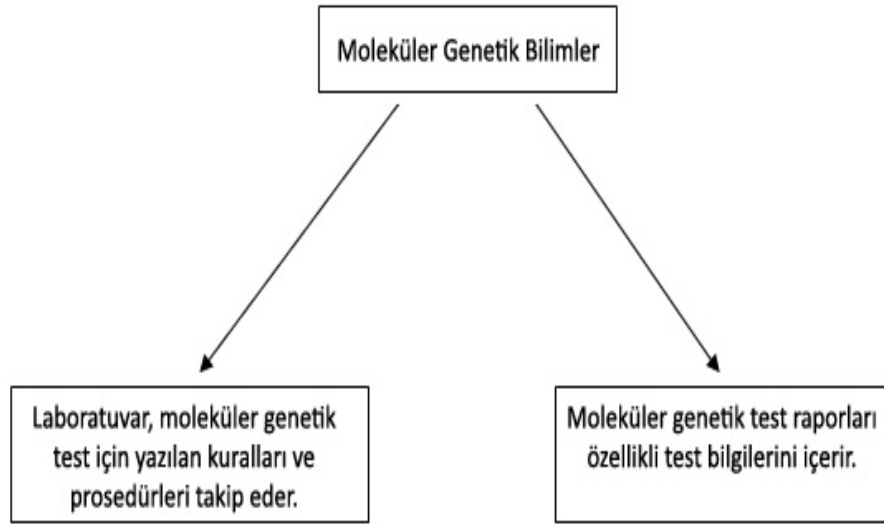 Moleküler Genetik Bilimler
Laboratuvar, moleküler genetik
test için yazılan kuralları ve
prosedürleri takip eder.
Moleküler genetik test raporları
özellikli test bilgilerini içerir.